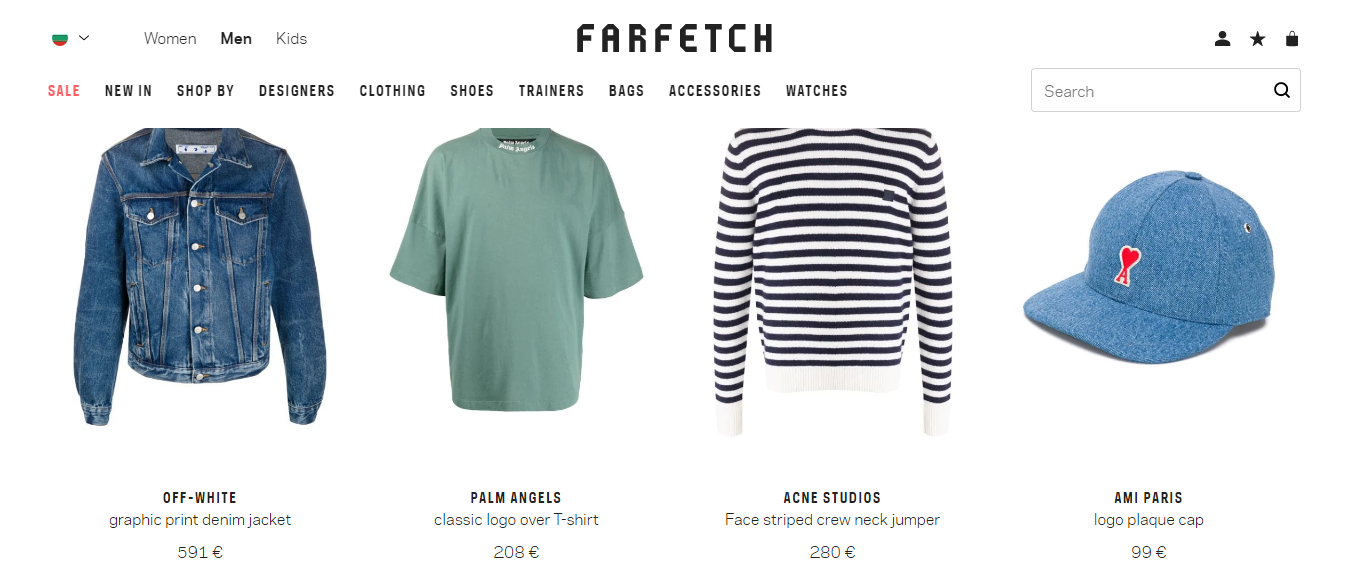 Women Men Kids
FARFETCH
SALE NEW IN SHOP BY DESIGNERS CLOTHING SHOES TRAINERS BAGS ACCESSORIES WATCHES
Search
Palm Angels
A
OFF-WHITE
graphic print denim jacket
591 €
PALM ANGELS
classic logo over T-shirt
208 €
ACNE STUDIOS
Face striped crew neck jumper
280 €
AMI PARIS
logo plaque cap
99 €